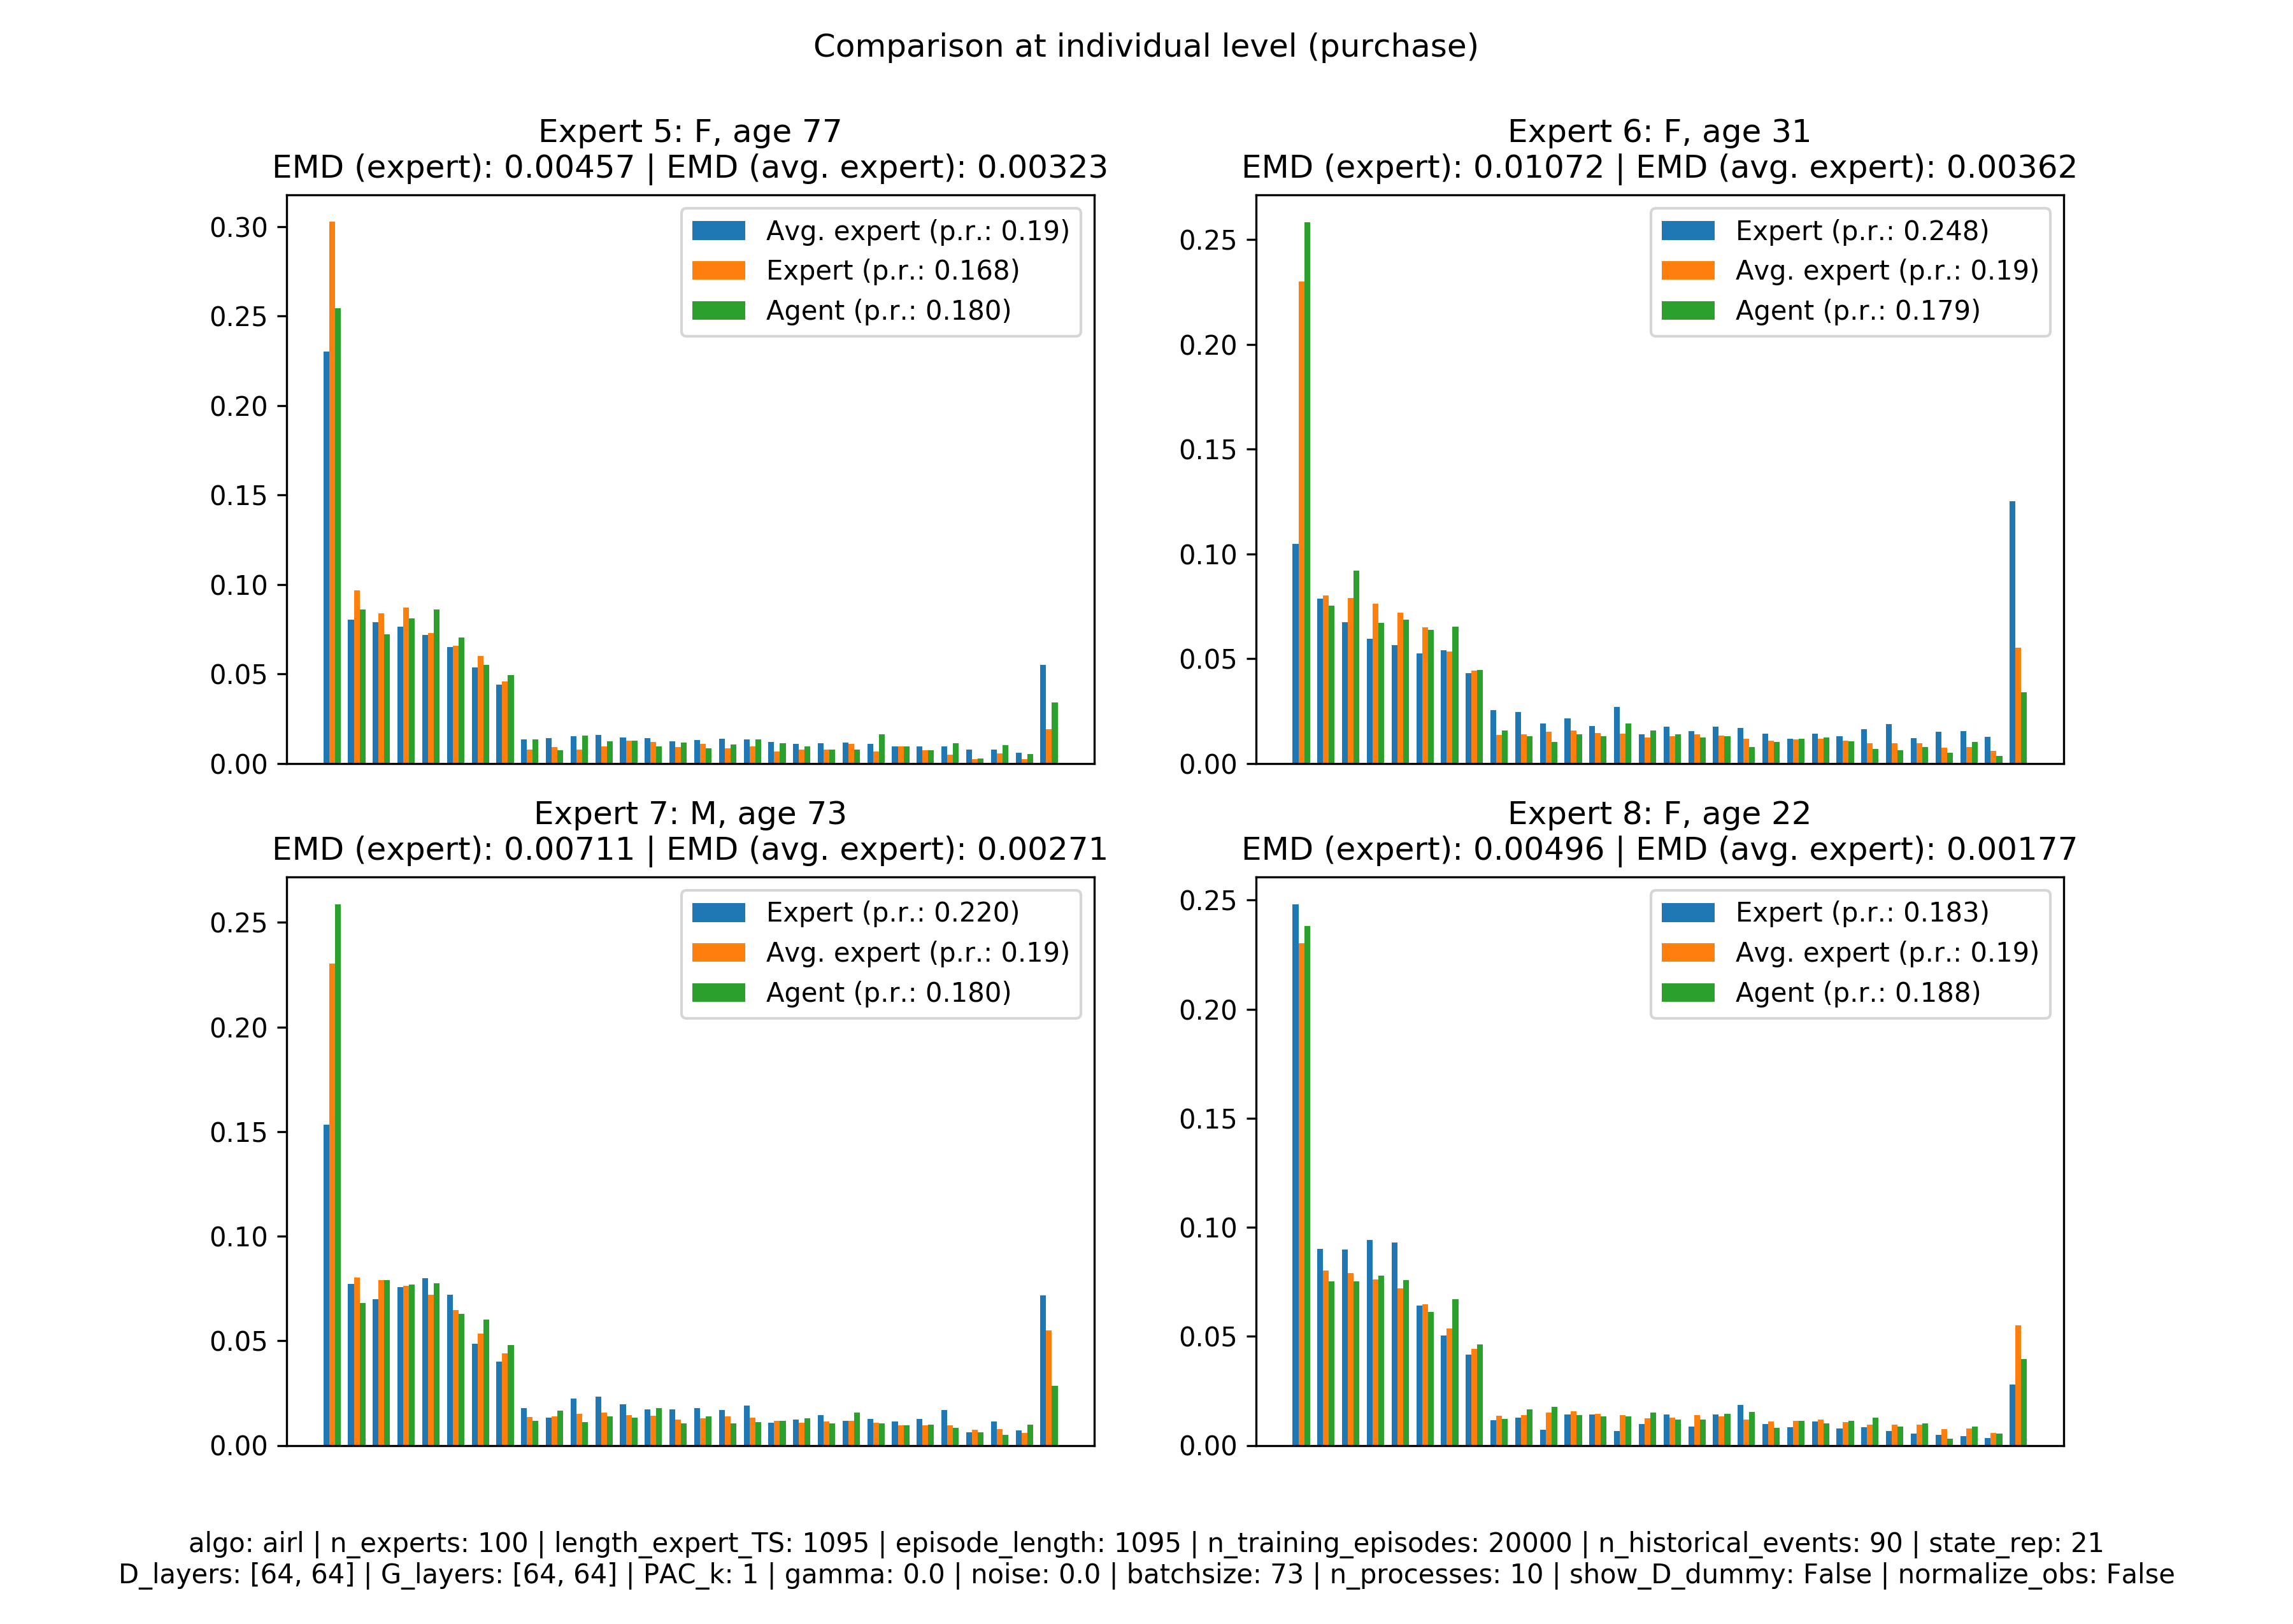 Comparison at individual level (purchase)
Expert 5: F, age 77
EMD (expert): 0.00457 | EMD (avg. expert): 0.00323
0.30
0.25
0.20
0.15
0.10
0.05
0.00
Avg. expert (p.r.: 0.19)
Expert (p.r.: 0.168)
Agent (p.r.: 0.180)
Expert 6: F, age 31
EMD (expert): 0.01072 | EMD (avg. expert): 0.00362
0.25
0.20
0.15
0.10
0.05
0.00
Expert (p.r.: 0.248)
Avg. expert (p.r.: 0.19)
Agent (p.r.: 0.179)
Expert 7: M, age 73
EMD (expert): 0.00711 | EMD (avg. expert): 0.00271
0.25
0.20
0.15
0.10
0.05
0.00
Expert (p.r.: 0.220)
Avg. expert (p.r.: 0.19)
Agent (p.r.: 0.180)
Expert 8: F, age 22
EMD (expert): 0.00496 | EMD (avg. expert): 0.00177
0.25
0.20
0.15
0.10
0.05
0.00
Expert (p.r.: 0.183)
Avg. expert (p.r.: 0.19)
Agent (p.r.: 0.188)
algo: airl | n_experts: 100 | length_expert_TS: 1095 | episode_length: 1095 | n_training_episodes: 20000 | n_historical_events: 90 | state_rep: 21
D_layers: [64, 64] | G_layers: [64, 64] | PAC_k: 1 | gamma: 0.0 | noise: 0.0 | batchsize: 73 | n_processes: 10 | show_D_dummy: False | normalize_obs: False